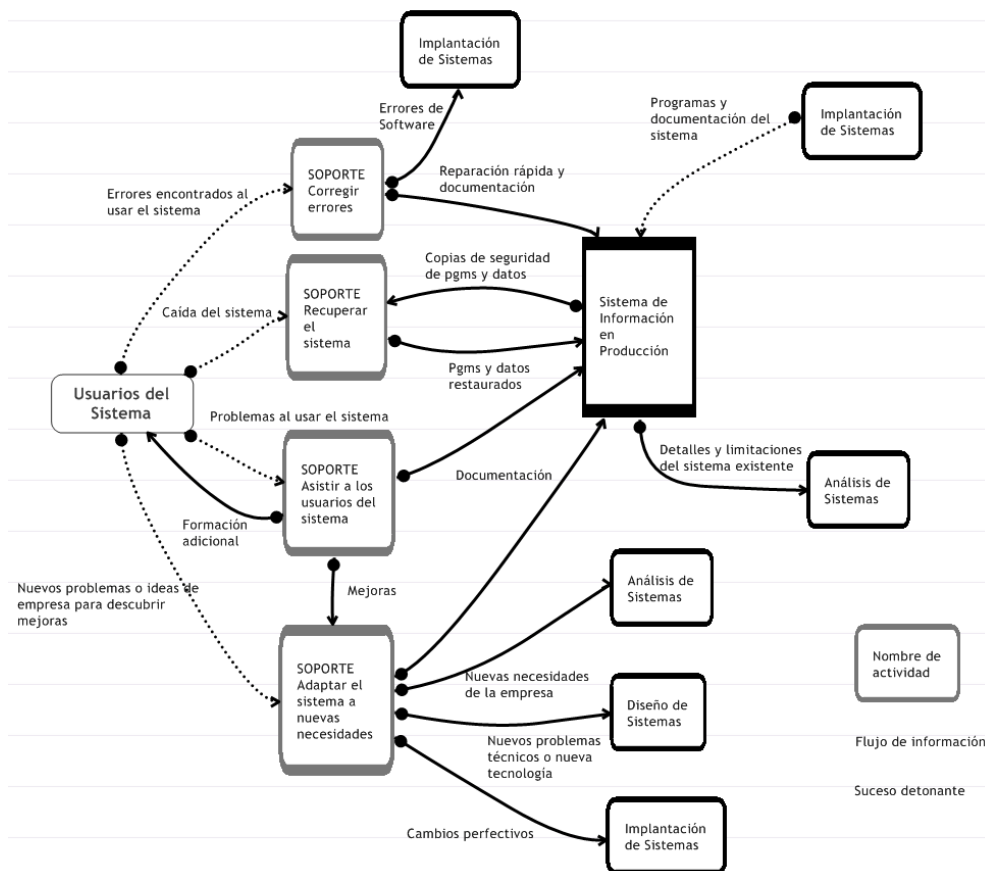 Implantación
de Sistemas
Errores de
Software
Programas y
documentación del
sistema
Implantación
de Sistemas
SOPORTE
Corregir
errores
Reparación rápida y
documentación
Errores encontrados al
usar el sistema
Copias de seguridad
de pgms y datos
SOPORTE
Recuperar
el
sistema
Sistema de
Información
en
Producción
Caída del sistema
Pgms y datos
restaurados
Usuarios del
Sistema
Problemas al usar el sistema
SOPORTE
Asistir a los
usuarios del
sistema
Documentación
Detalles y limitaciones
del sistema existente
Análisis de
Sistemas
Formación
adicional
Nuevos problemas o ideas de
empresa para descubrir
mejoras
Mejoras
Análisis de
Sistemas
SOPORTE
Adaptar el
sistema a
nuevas
necesidades
Nuevas necesidades
de la empresa
Nombre de
actividad
Diseño de
Sistemas
Nuevos problemas
técnicos o nueva
tecnología
Flujo de información
Suceso detonante
Cambios perfectivos
Implantación
de Sistemas